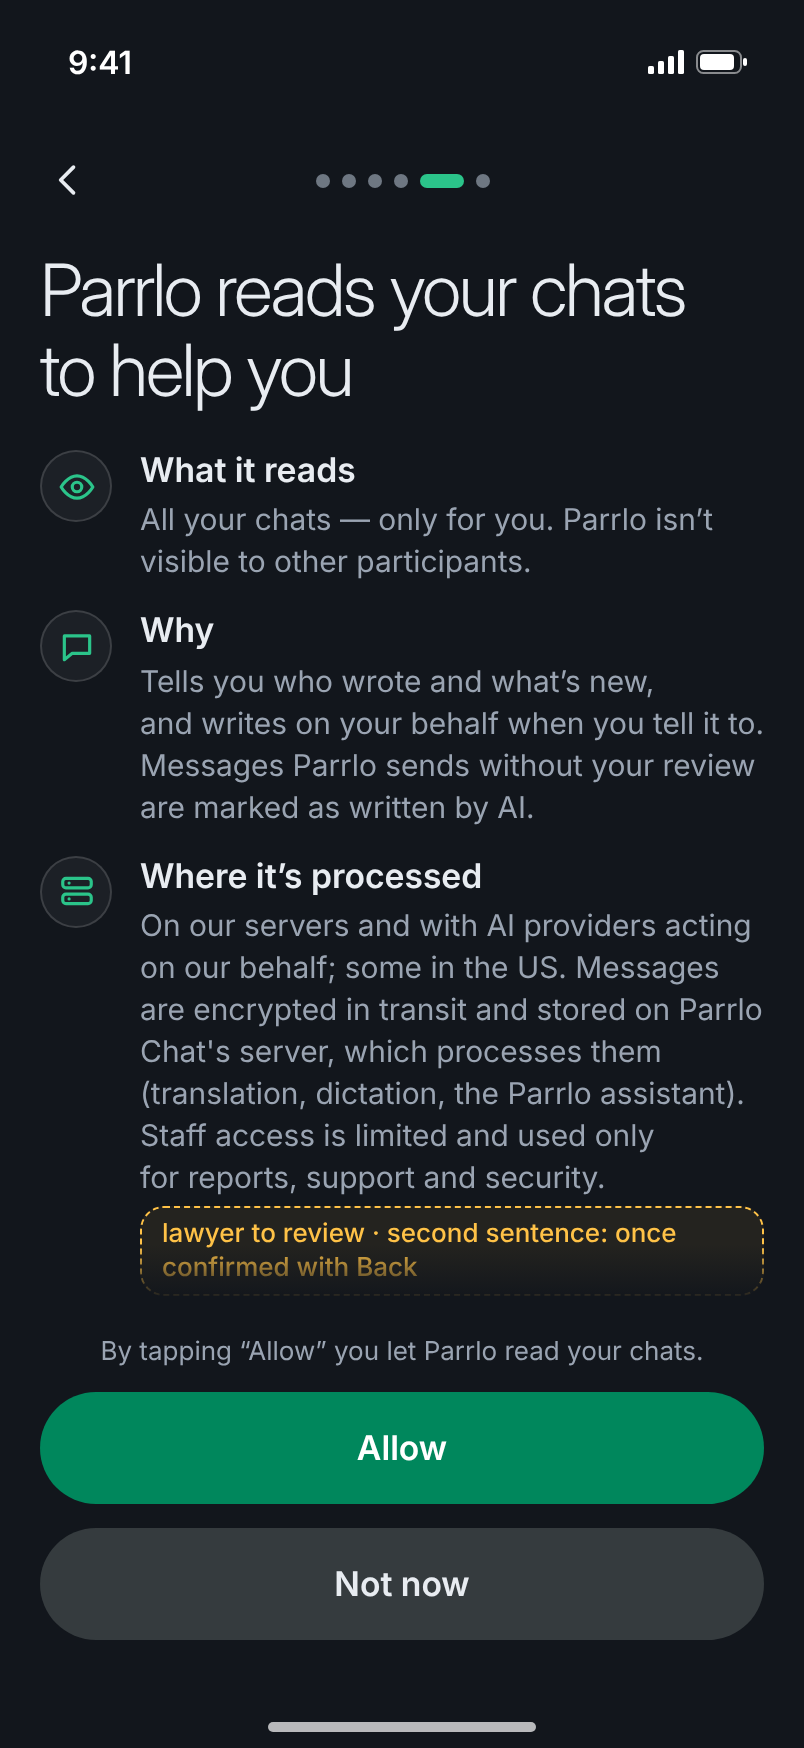 9:41
Parrlo reads your chats
to help you
What it reads
All your chats — only for you. Parrlo isn’t
visible to other participants.
Why
Tells you who wrote and what’s new,
and writes on your behalf when you tell it to.
Messages Parrlo sends without your review
are marked as written by AI.
Where it’s processed
On our servers and with AI providers acting
on our behalf; some in the US. Messages
are encrypted in transit and stored on Parrlo
Chat's server, which processes them
(translation, dictation, the Parrlo assistant).
Staff access is limited and used only
for reports, support and security.
lawyer to review · second sentence: once
confirmed with Back
By tapping “Allow” you let Parrlo read your chats.
Allow
Not now